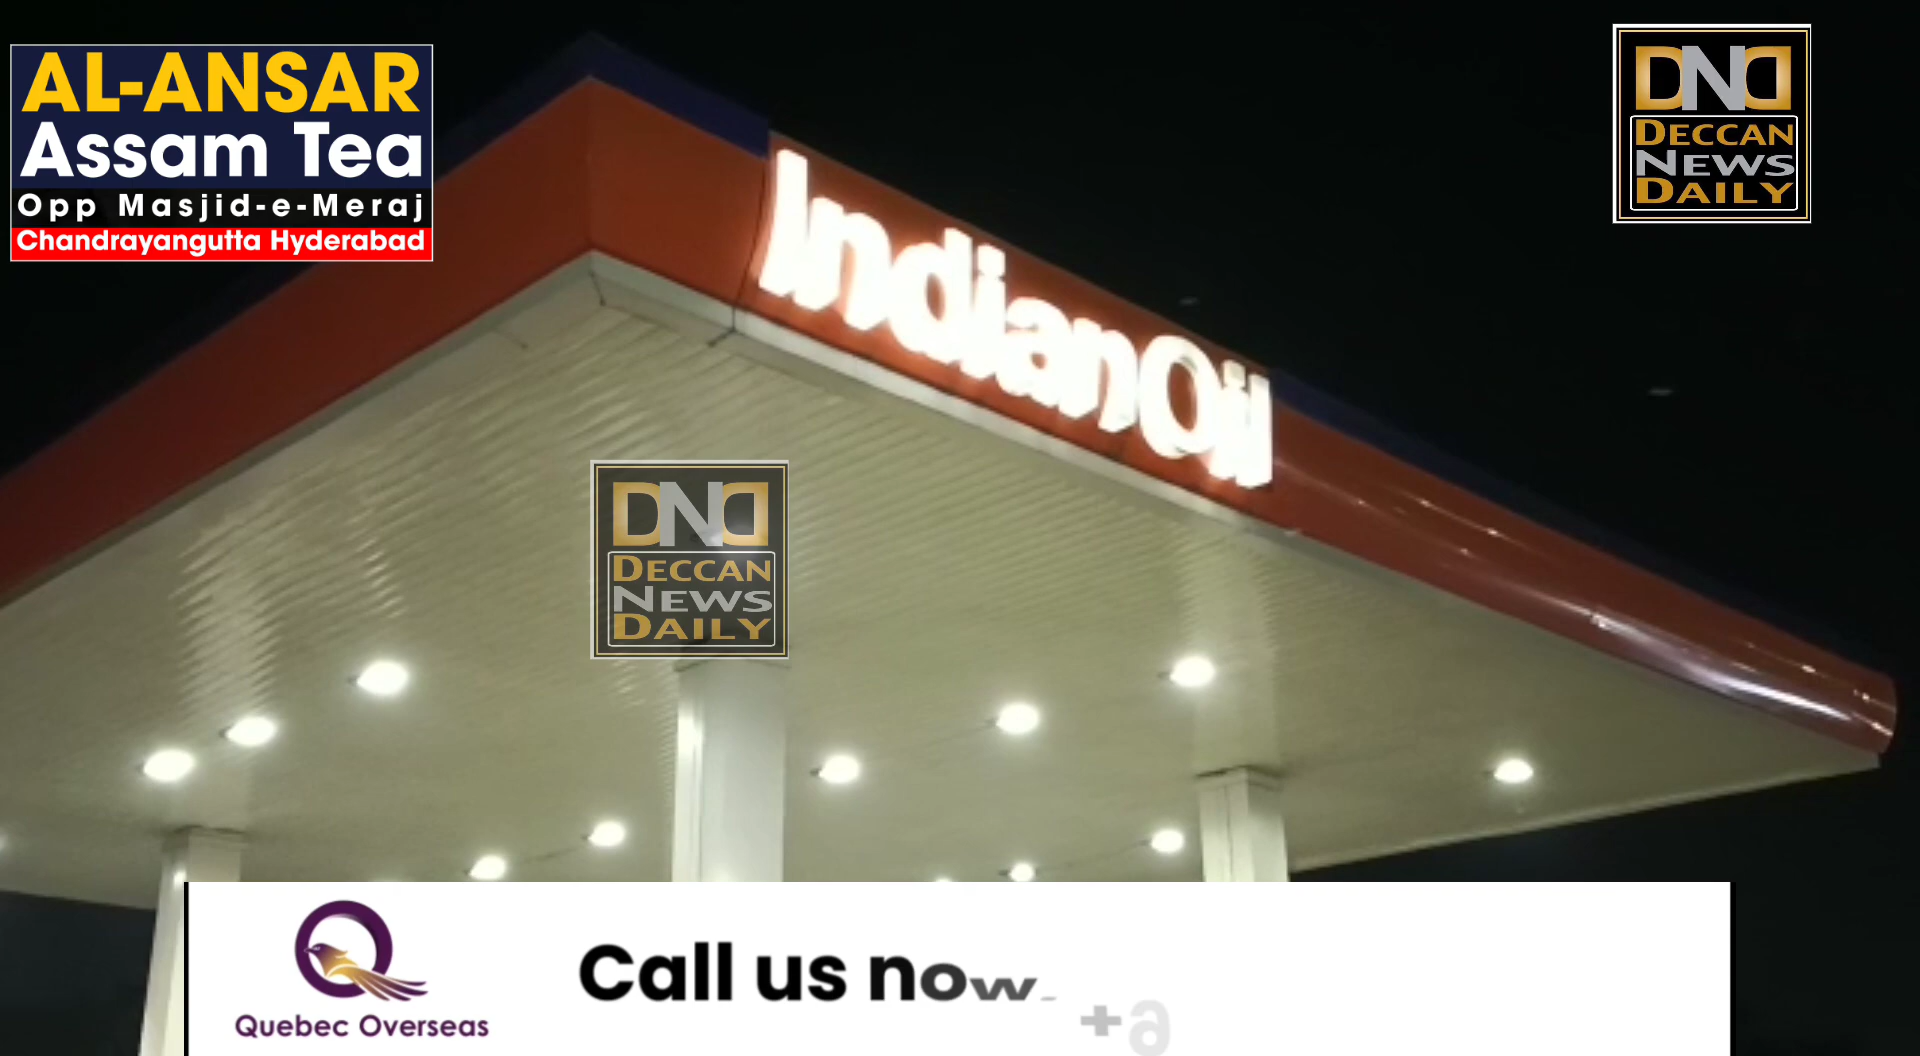 AL-ANSAR
Assam Tea
Opp Masjid-e-Meraj
Chandrayangutta Hyderabad
DND
DECCAN
NEWS
DAILY
IndianOil
DND
DECCAN
NEWS
DAILY
Quebec Overseas
Call us now